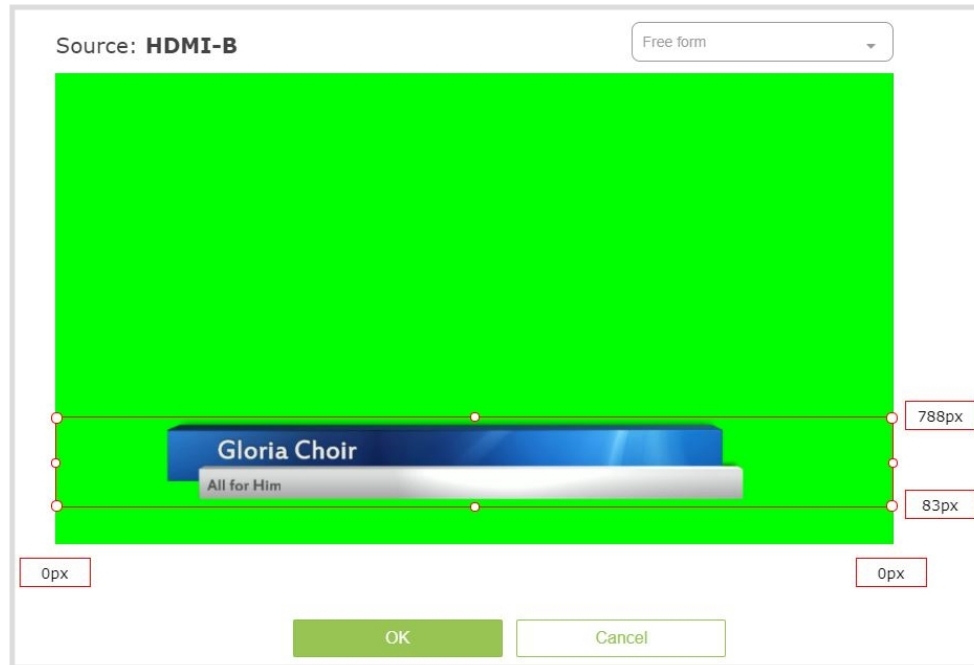 Source: HDMI-B
Free form
Gloria Choir
All for Him
788px
83px
0px
0px
OK
Cancel